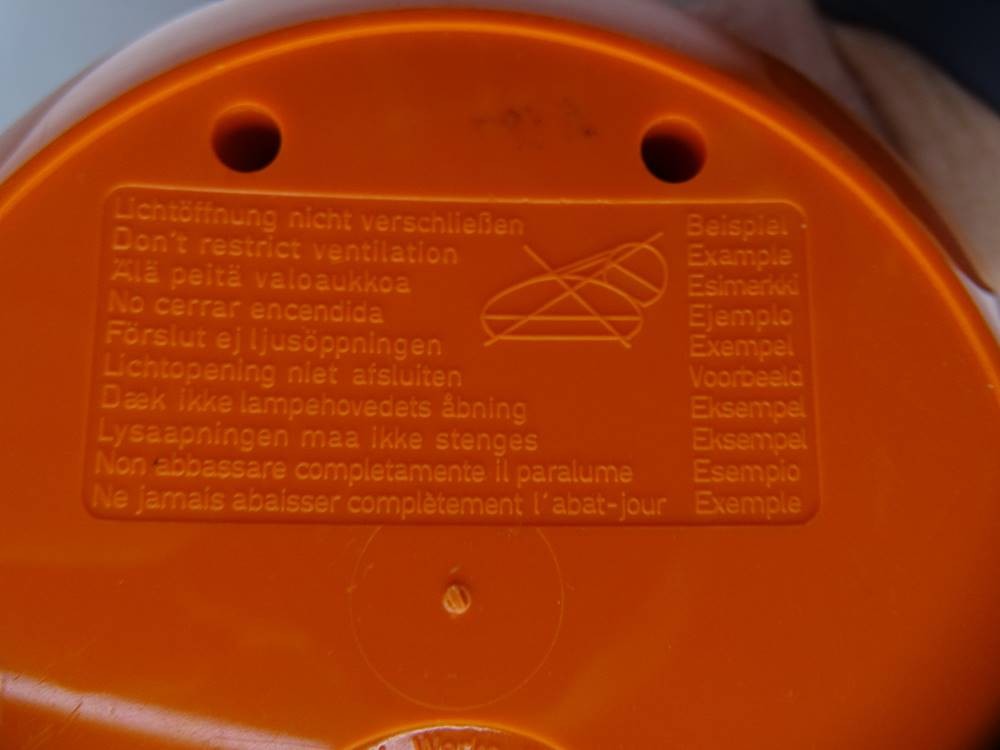 Lichtöffnung nicht verschließen Beispiel
Don't restrict ventilation Example
Älä peitä valoaukkoa Esimerkki
No cerrar encendida Ejemplo
Förslut ej ljusöppningen Exempel
Lichtopening niet afsluiten Voorbeeld
Dæk ikke lampehovedets åbning Eksempel
Lysaapningen maa ikke stenges Eksempel
Non abbassare completamente il paralume Esempio
Ne jamais abaisser complètement l'abat-jour Exemple